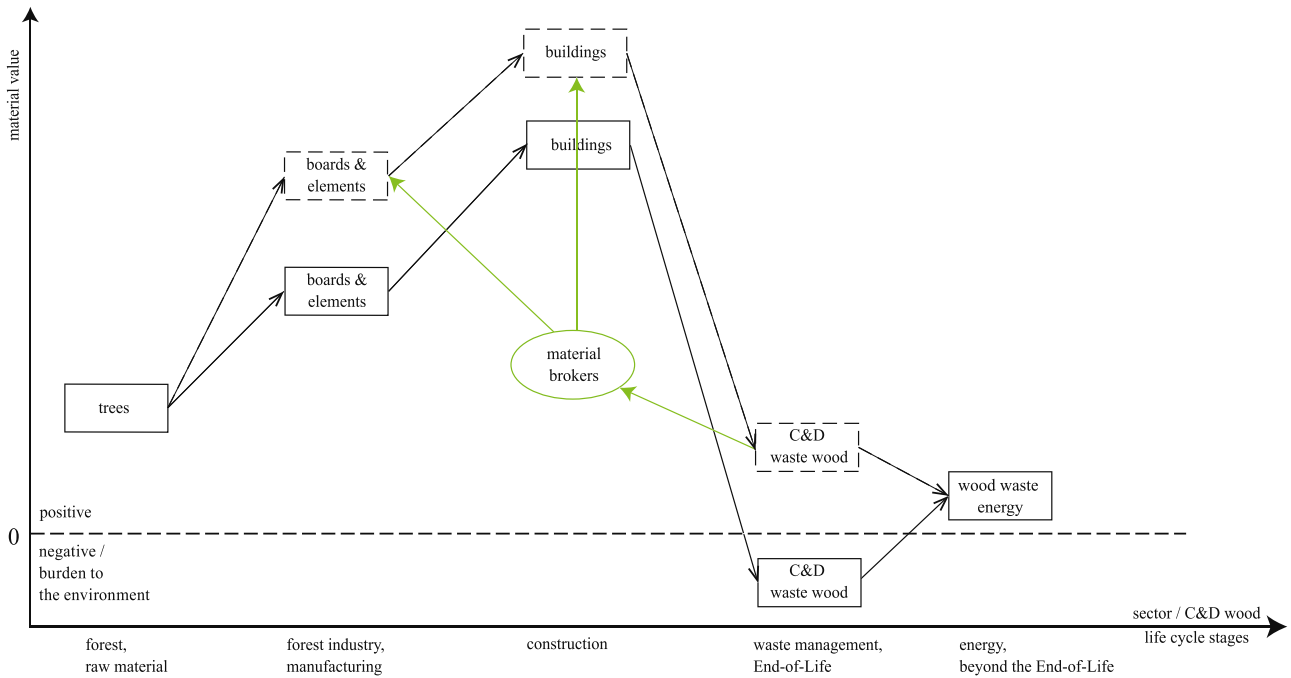 material value
buildings
buildings
boards &
elements
boards &
elements
material
brokers
trees
C&D
waste wood
wood waste
energy
positive
0
negative /
burden to
the environment
C&D
waste wood
sector / C&D wood
life cycle stages
forest,
raw material
forest industry,
manufacturing
construction
waste management,
End-of-Life
energy,
beyond the End-of-Life